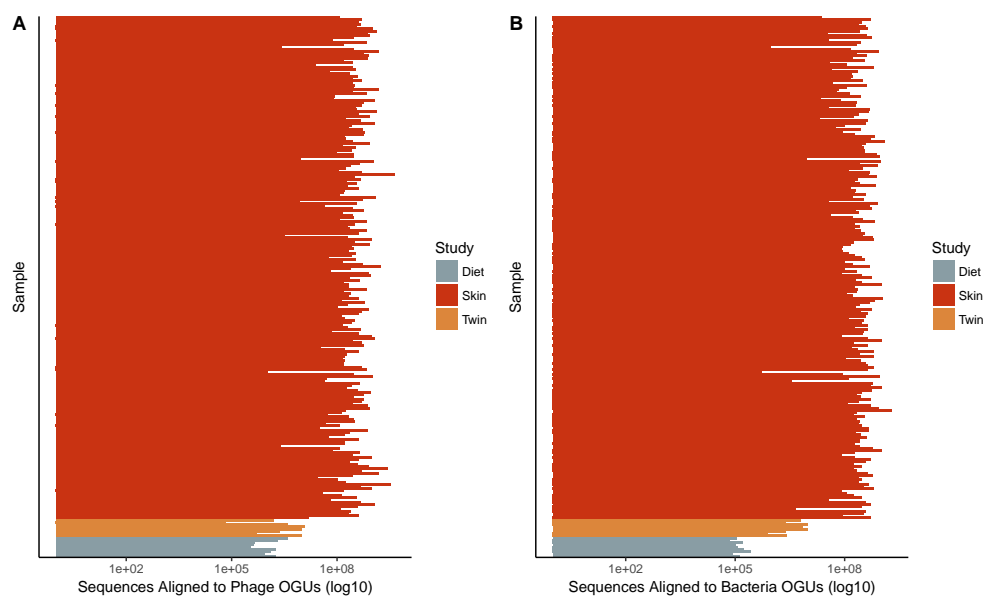 A
Sample
1e+02 1e+05 1e+08
Sequences Aligned to Phage OGUs (log10)
Study
Diet
Skin
Twin
B
Sample
1e+02 1e+05 1e+08
Sequences Aligned to Bacteria OGUs (log10)
Study
Diet
Skin
Twin